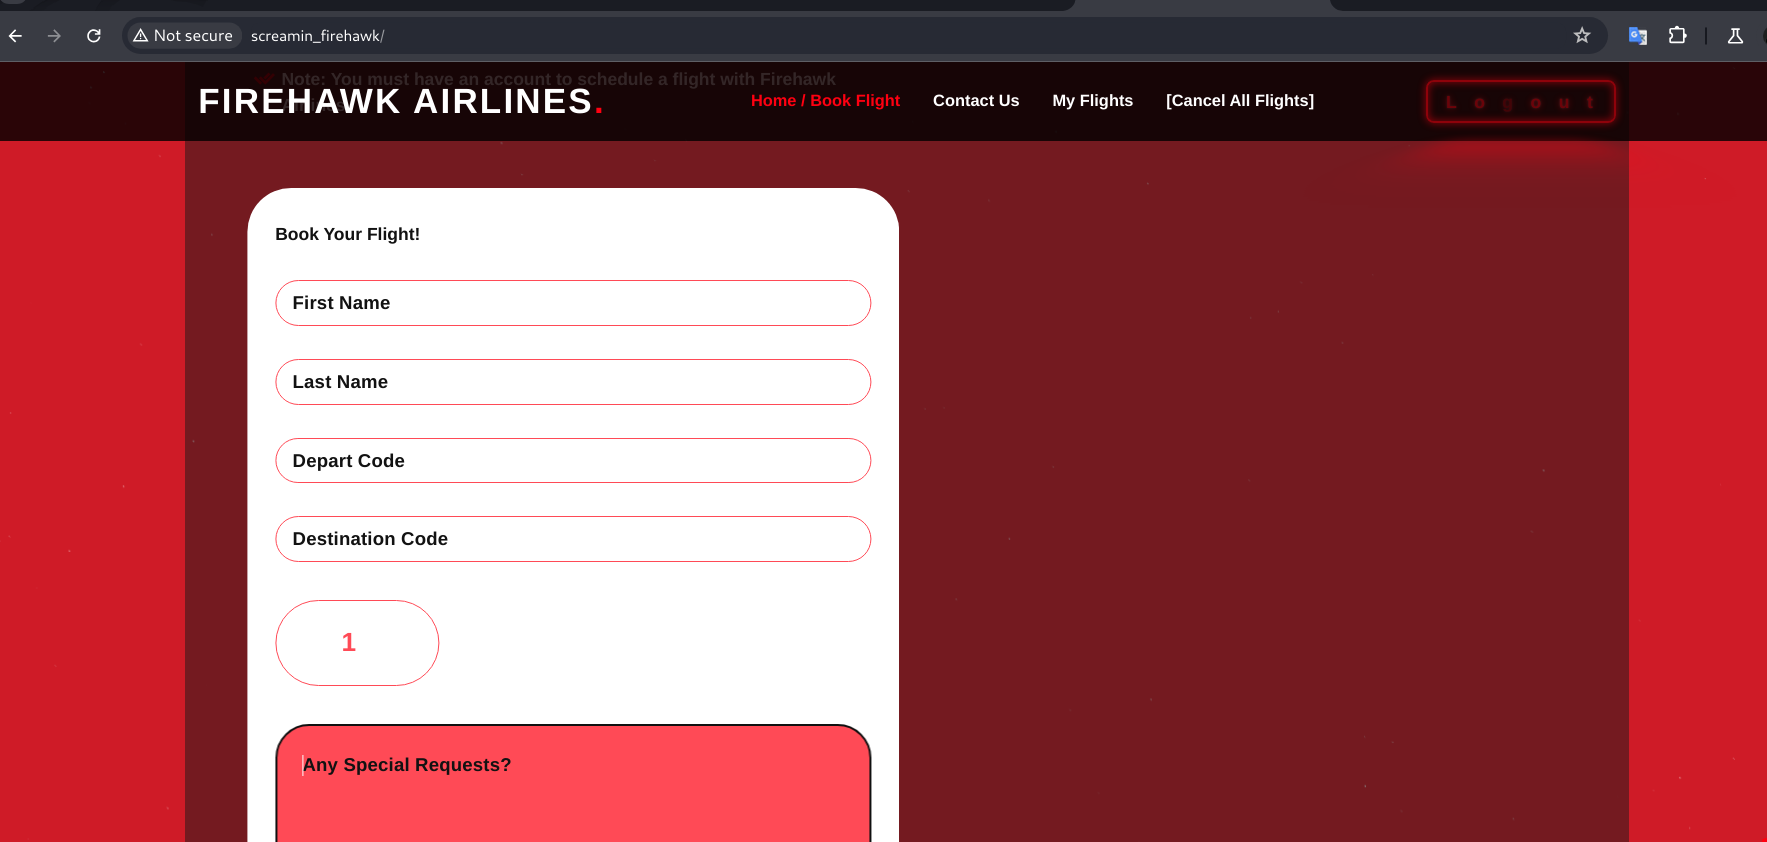 Not secure screamin_firehawk/
Note: You must have an account to schedule a flight with Firehawk
FIREHAWK AIRLINES.
Home / Book Flight
Contact Us
My Flights
[Cancel All Flights]
Logout
Book Your Flight!
First Name
Last Name
Depart Code
Destination Code
1
Any Special Requests?